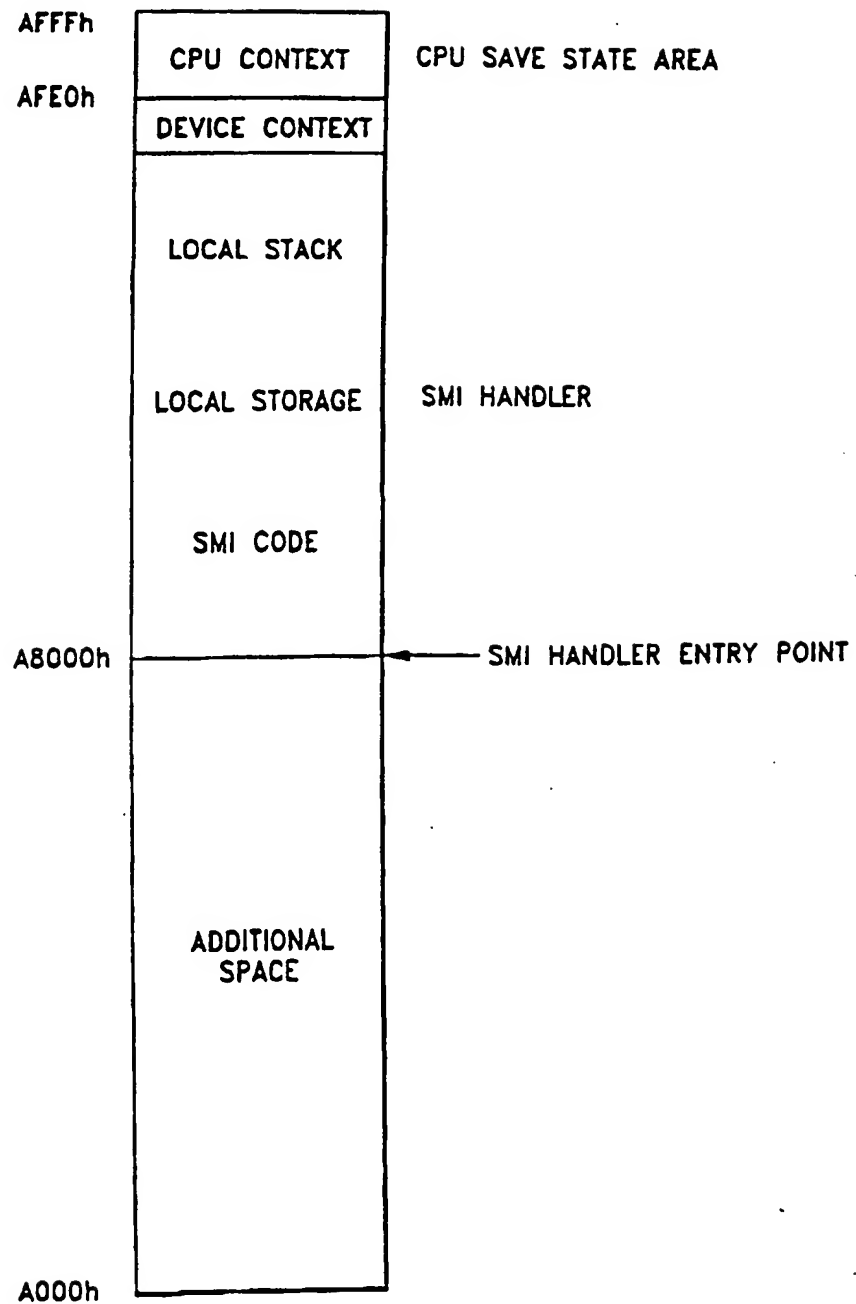 AFFFh
CPU CONTEXT
CPU SAVE STATE AREA
AFE0h
DEVICE CONTEXT
LOCAL STACK
LOCAL STORAGE
SMI HANDLER
SMI CODE
A8000h
SMI HANDLER ENTRY POINT
ADDITIONAL
SPACE
A000h